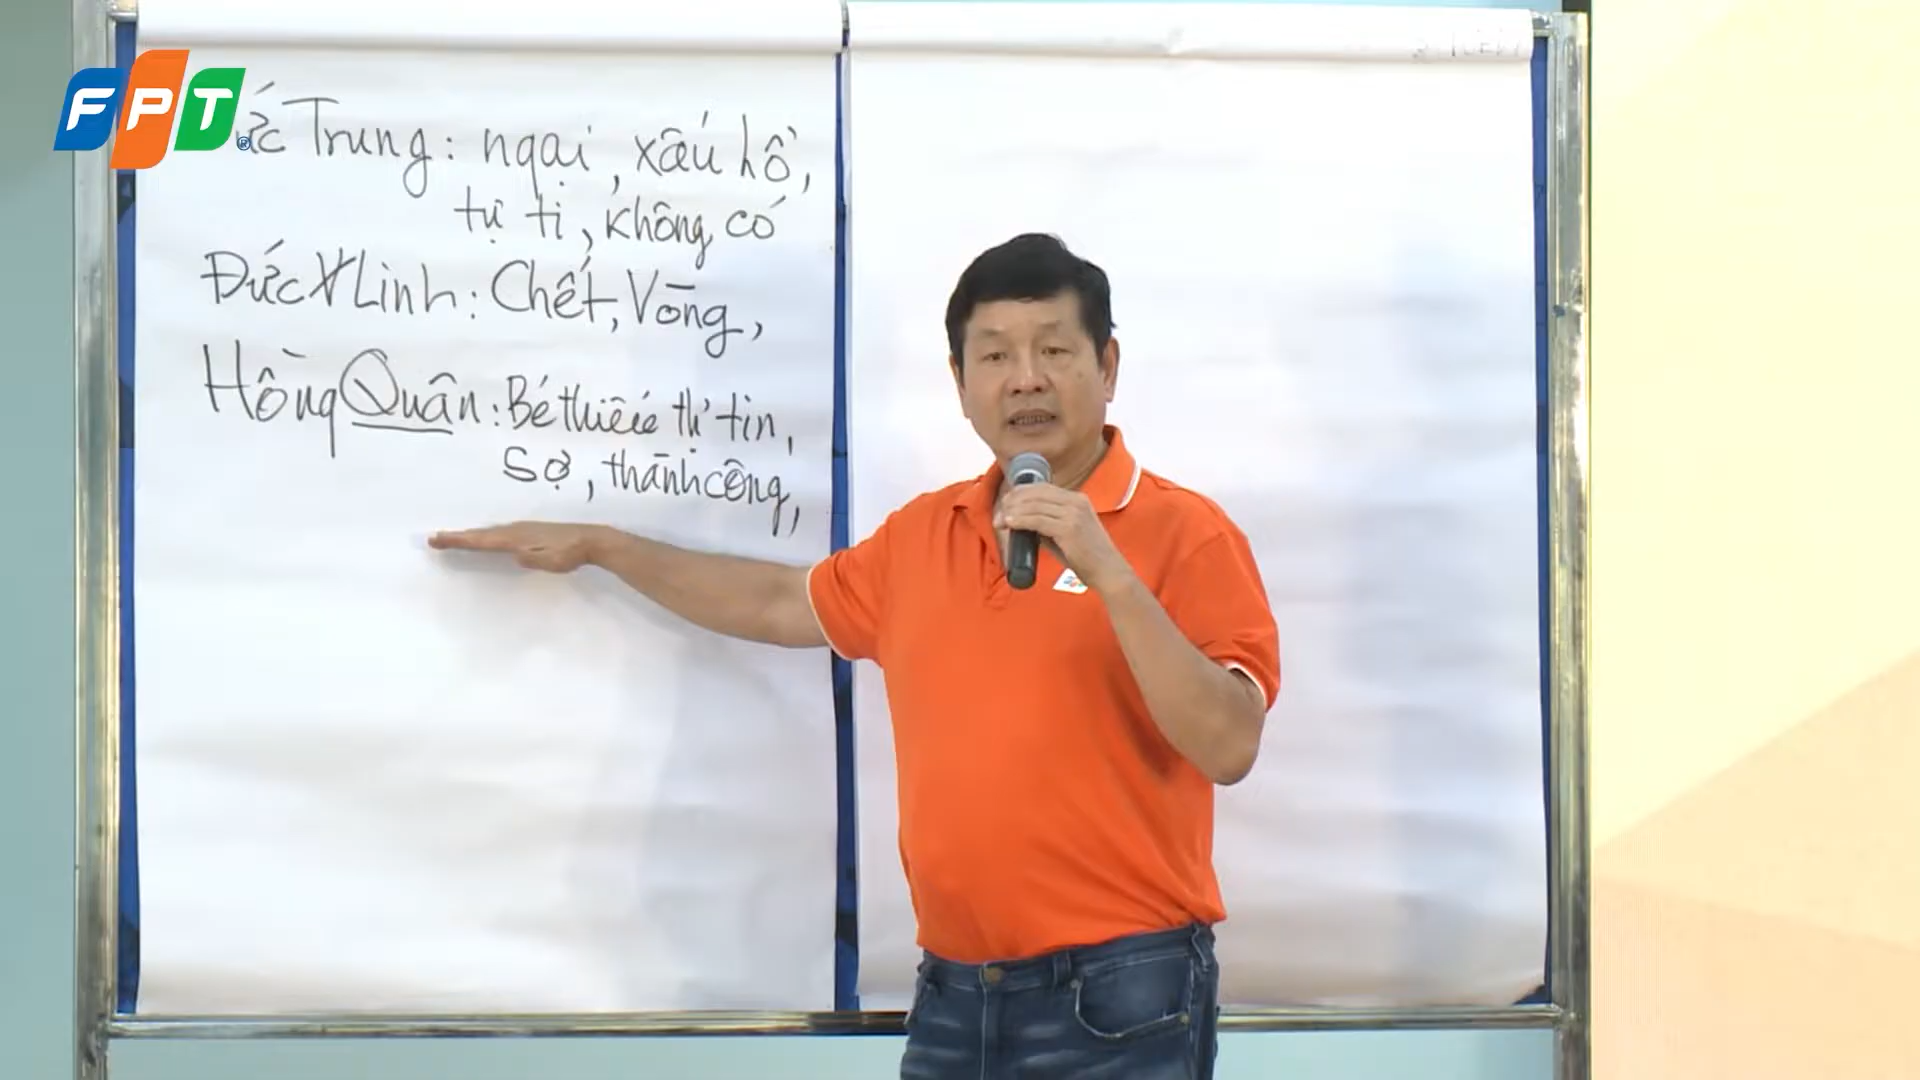 FPT
ức Trung: ngại, xấu hổ,
tự ti, không có
Đức Linh: Chết, Vòng,
Hồng Quân: Bé thiếu tự tin,
Sợ, thành công,